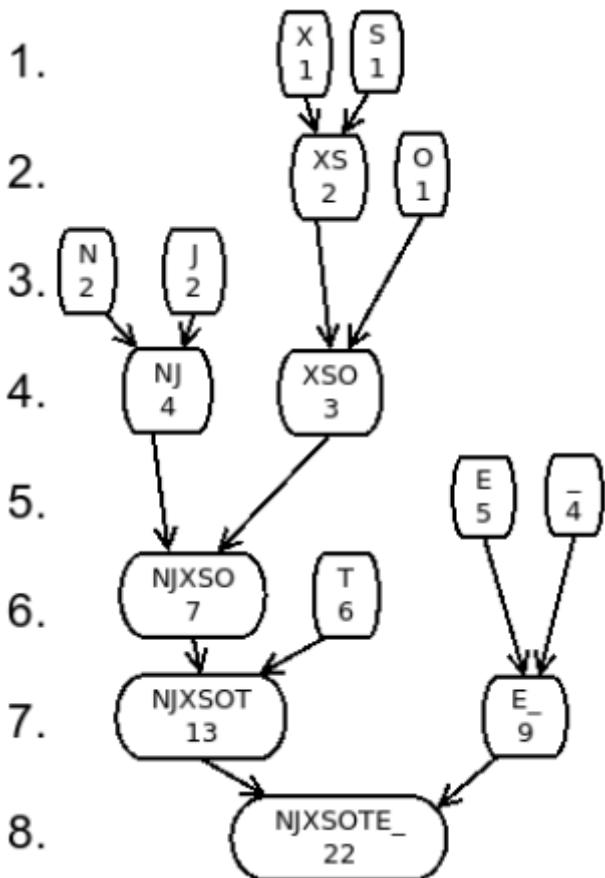 1.
X
1
S
1
2.
XS
2
O
1
3.
N
2
J
2
4.
NJ
4
XSO
3
5.
E
5
_
4
6.
NJXSO
7
T
6
7.
NJXSOT
13
E_
9
8.
NJXSOTE_
22